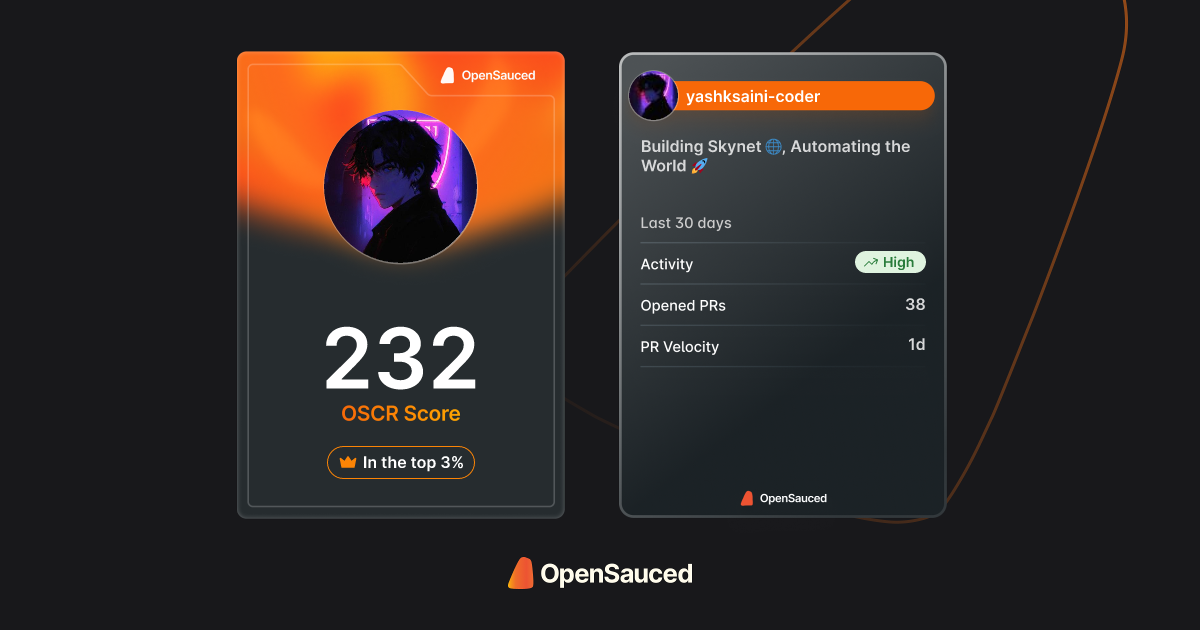 OpenSauced
232
OSCR Score
In the top 3%
yashksaini-coder
Building Skynet 🌐, Automating the
World 🚀
Last 30 days
Activity High
Opened PRs 38
PR Velocity 1d
OpenSauced
OpenSauced